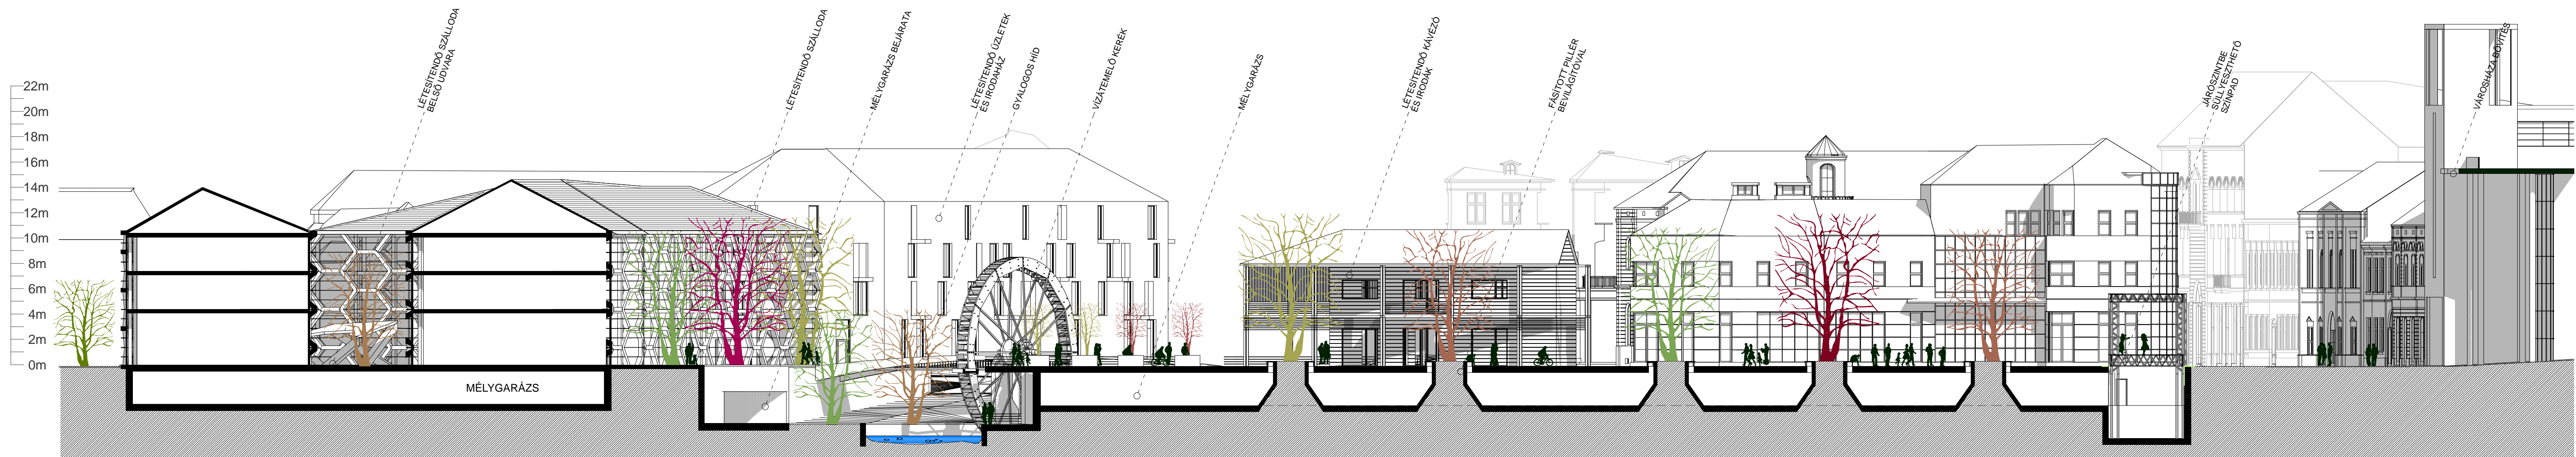 LÉTESÍTENDŐ SZÁLLODA
BELSŐ UDVARA
LÉTESÍTENDŐ SZÁLLODA
MÉLYGARÁZS BEJÁRATA
LÉTESÍTENDŐ ÜZLETEK
ÉS IRODAHÁZ
GYALOGOS HÍD
VÍZÁTEMELŐ KERÉK
MÉLYGARÁZS
LÉTESÍTENDŐ KÁVÉZÓ
ÉS IRODÁK
FÁSÍTOTT PILLÉR
BEVILÁGÍTÓVAL
JÁRÓSZINTBE
SÜLLYESZTHETŐ
SZÍNPAD
VÁROSHÁZA BŐVÍTÉS
22m
20m
18m
16m
14m
12m
10m
8m
6m
4m
2m
0m
MÉLYGARÁZS